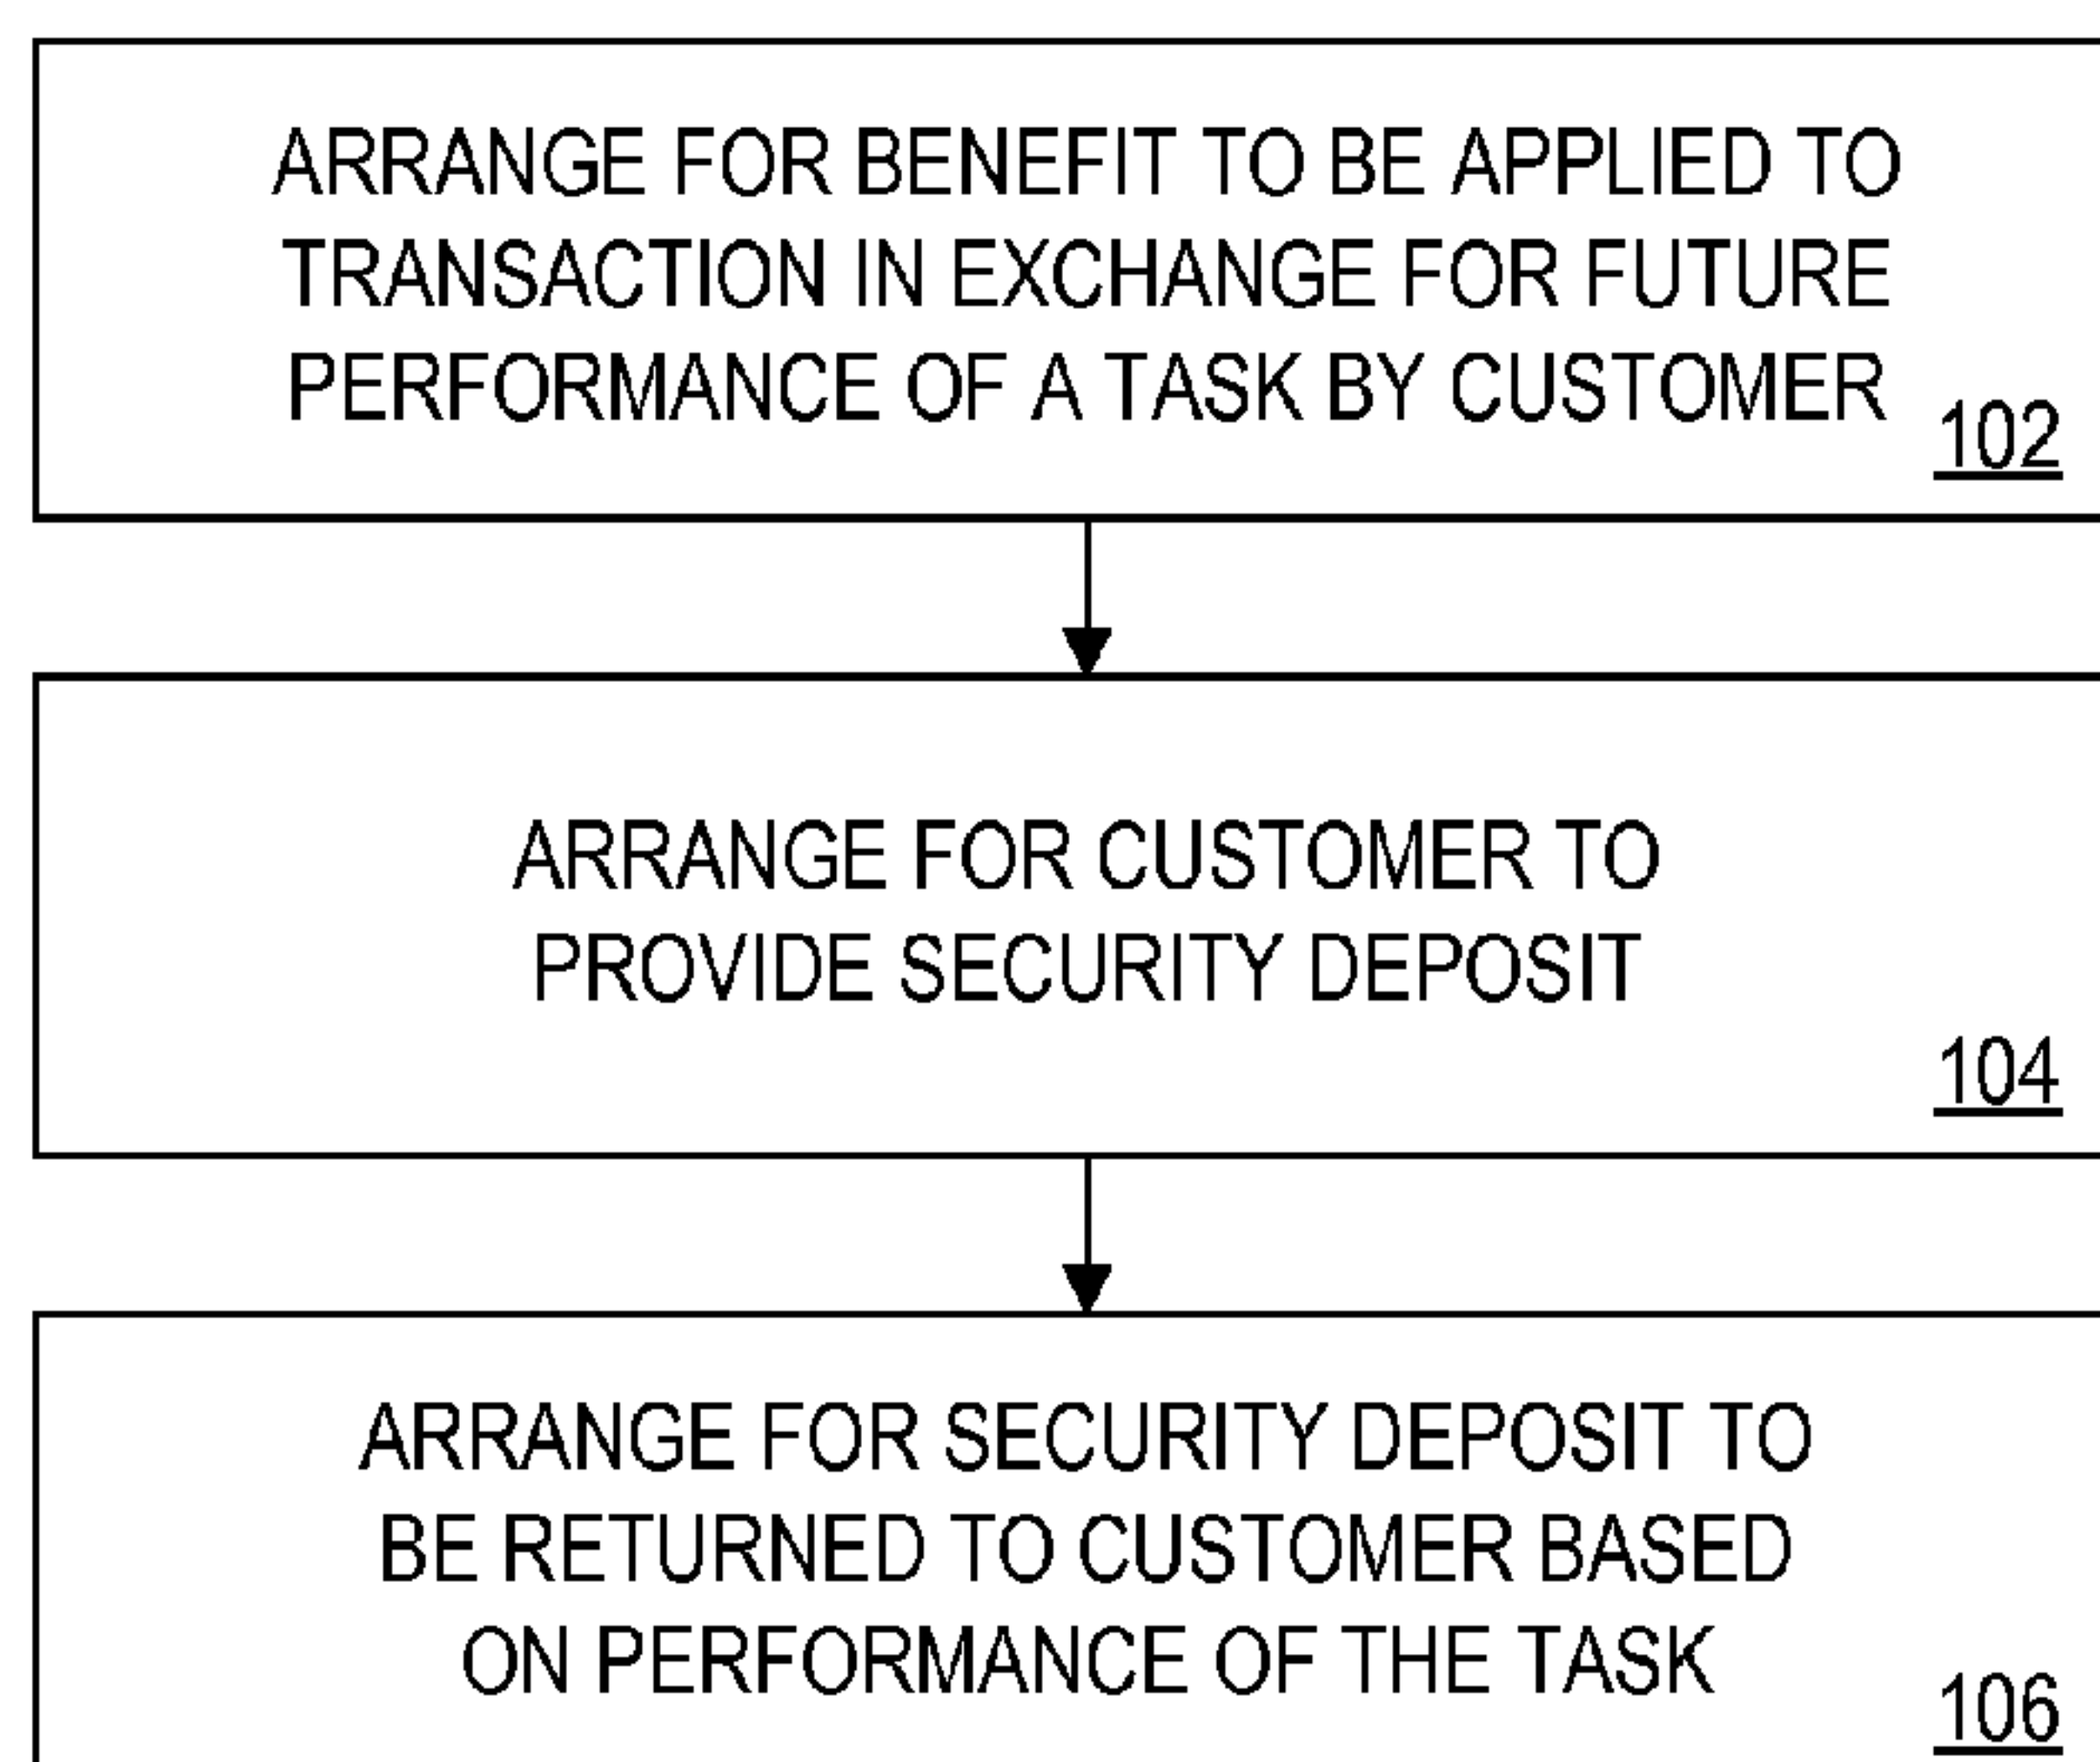 ARRANGE FOR BENEFIT TO BE APPLIED TO
TRANSACTION IN EXCHANGE FOR FUTURE
PERFORMANCE OF A TASK BY CUSTOMER
102
ARRANGE FOR CUSTOMER TO
PROVIDE SECURITY DEPOSIT
104
ARRANGE FOR SECURITY DEPOSIT TO
BE RETURNED TO CUSTOMER BASED
ON PERFORMANCE OF THE TASK
106